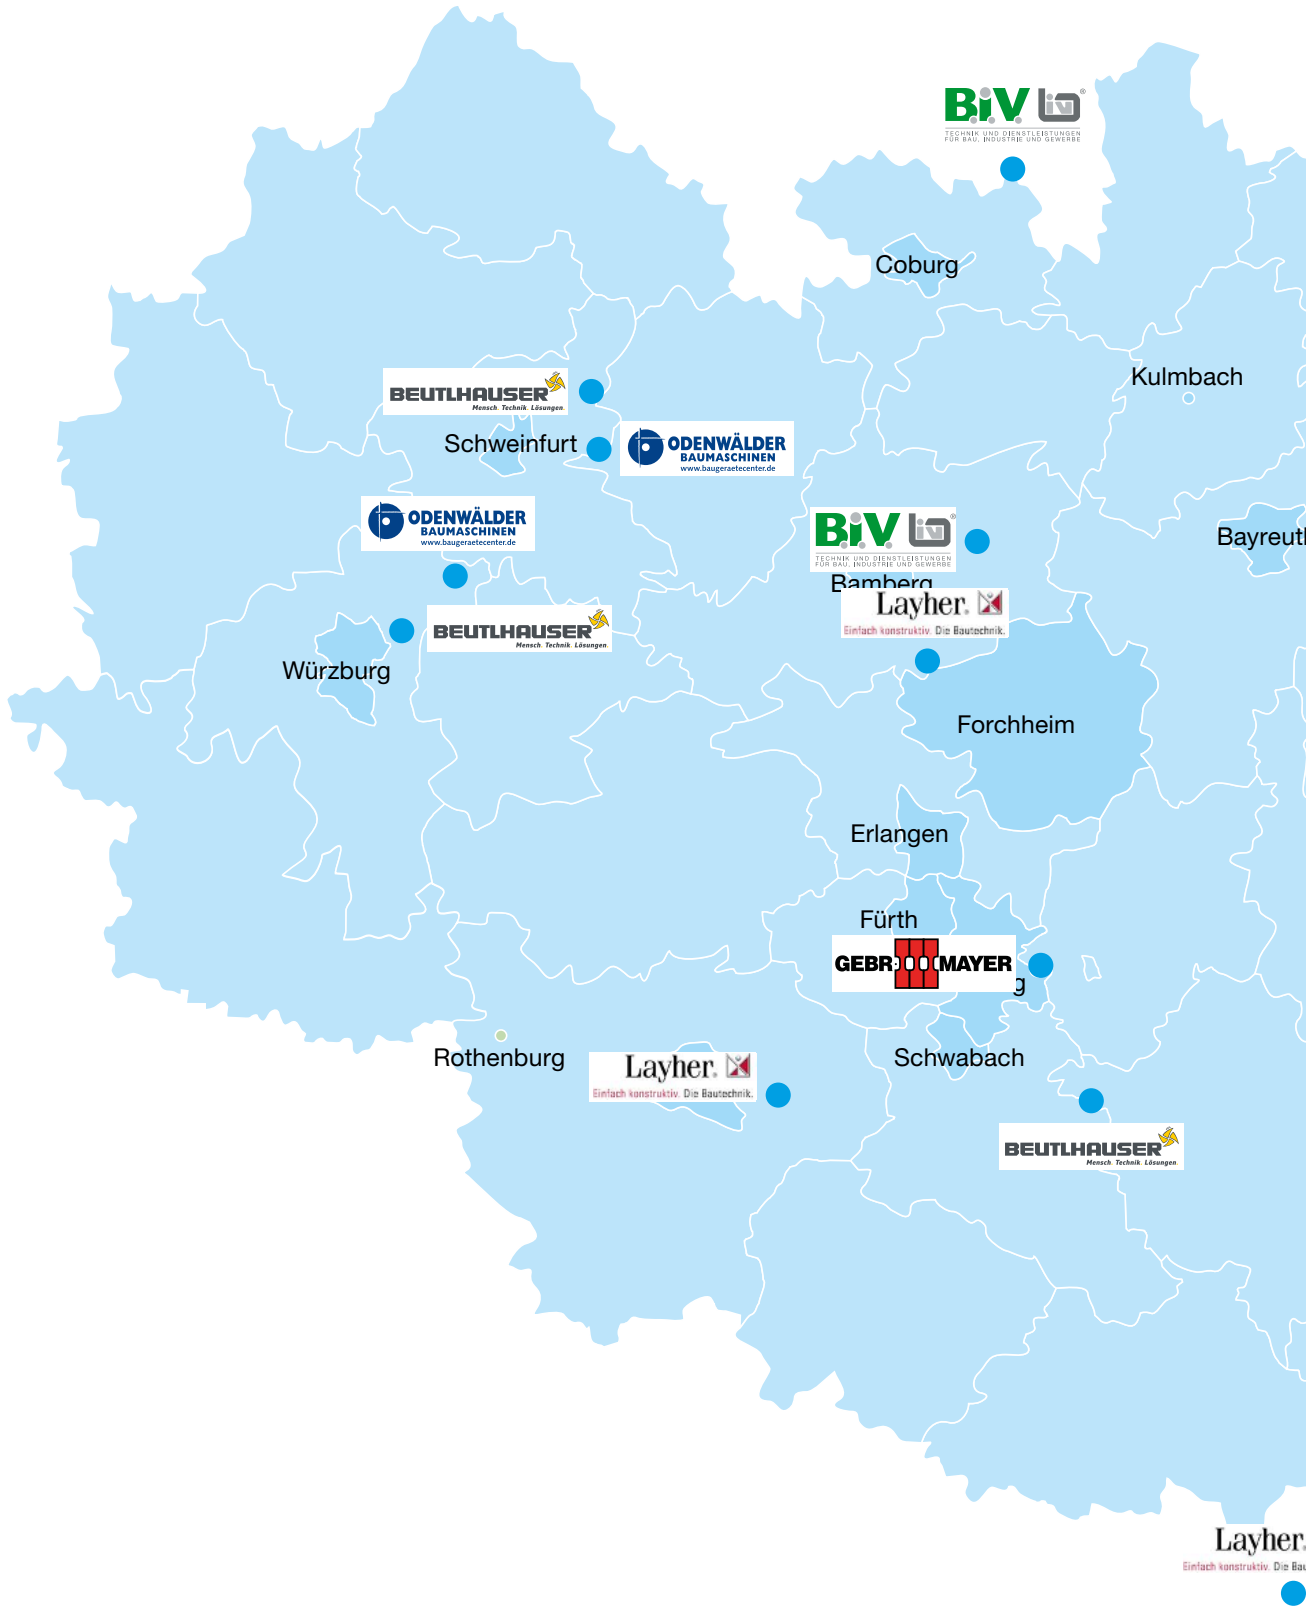 B.i.V. liv®
TECHNIK UND DIENSTLEISTUNGEN
FÜR BAU, INDUSTRIE UND GEWERBE
Coburg
Kulmbach
BEUTLHAUSER
Mensch. Technik. Lösungen.
Schweinfurt
ODENWÄLDER
BAUMASCHINEN
www.baugeraetecenter.de
ODENWÄLDER
BAUMASCHINEN
www.baugeraetecenter.de
B.i.V. liv®
TECHNIK UND DIENSTLEISTUNGEN
FÜR BAU, INDUSTRIE UND GEWERBE
Bayreut
Bamberg
Layher.
Einfach konstruktiv. Die Bautechnik.
BEUTLHAUSER
Mensch. Technik. Lösungen.
Würzburg
Forchheim
Erlangen
Fürth
GEBR MAYER
g
Rothenburg
Schwabach
Layher.
Einfach konstruktiv. Die Bautechnik.
BEUTLHAUSER
Mensch. Technik. Lösungen.
Layher.
Einfach konstruktiv. Die Bau